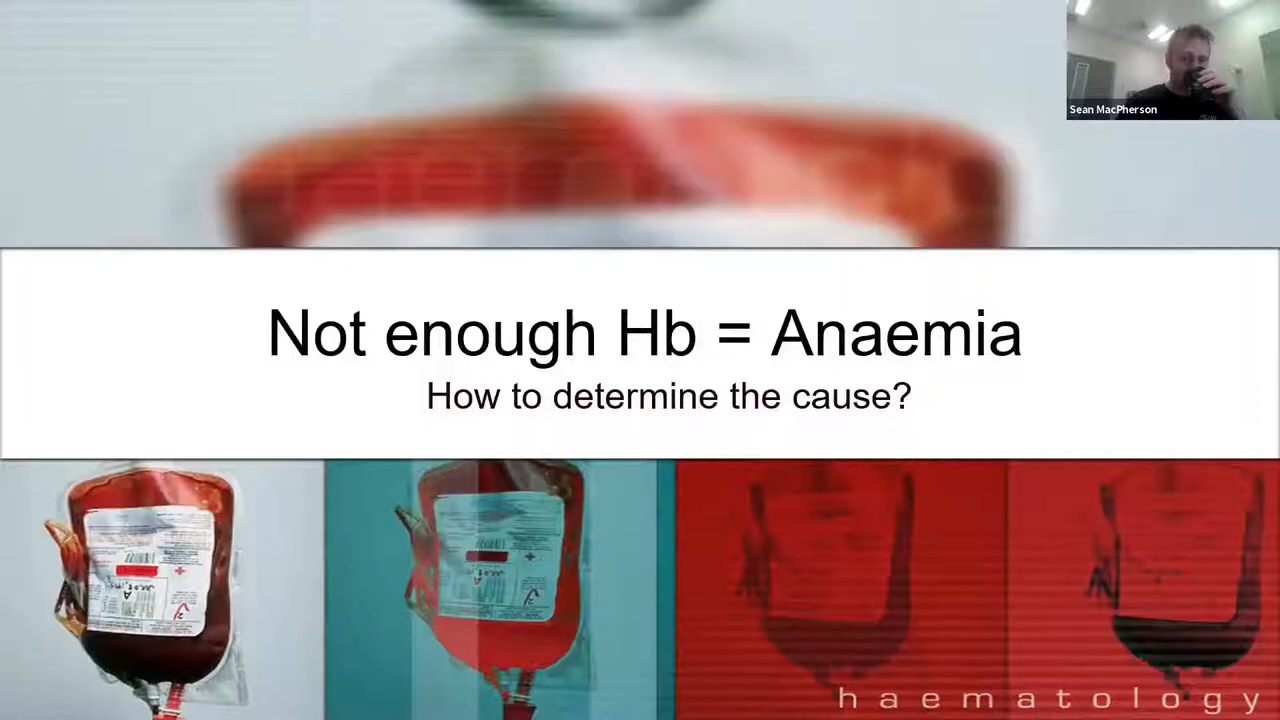 Sean MacPherson
Not enough Hb = Anaemia
How to determine the cause?
haematology